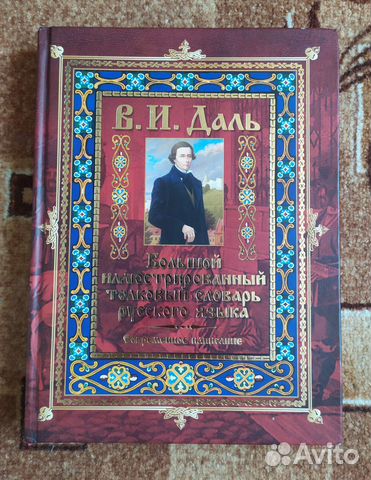 В. И. Даль
Большой
иллюстрированный
толковый словарь
русского языка
Современное написание
Avito